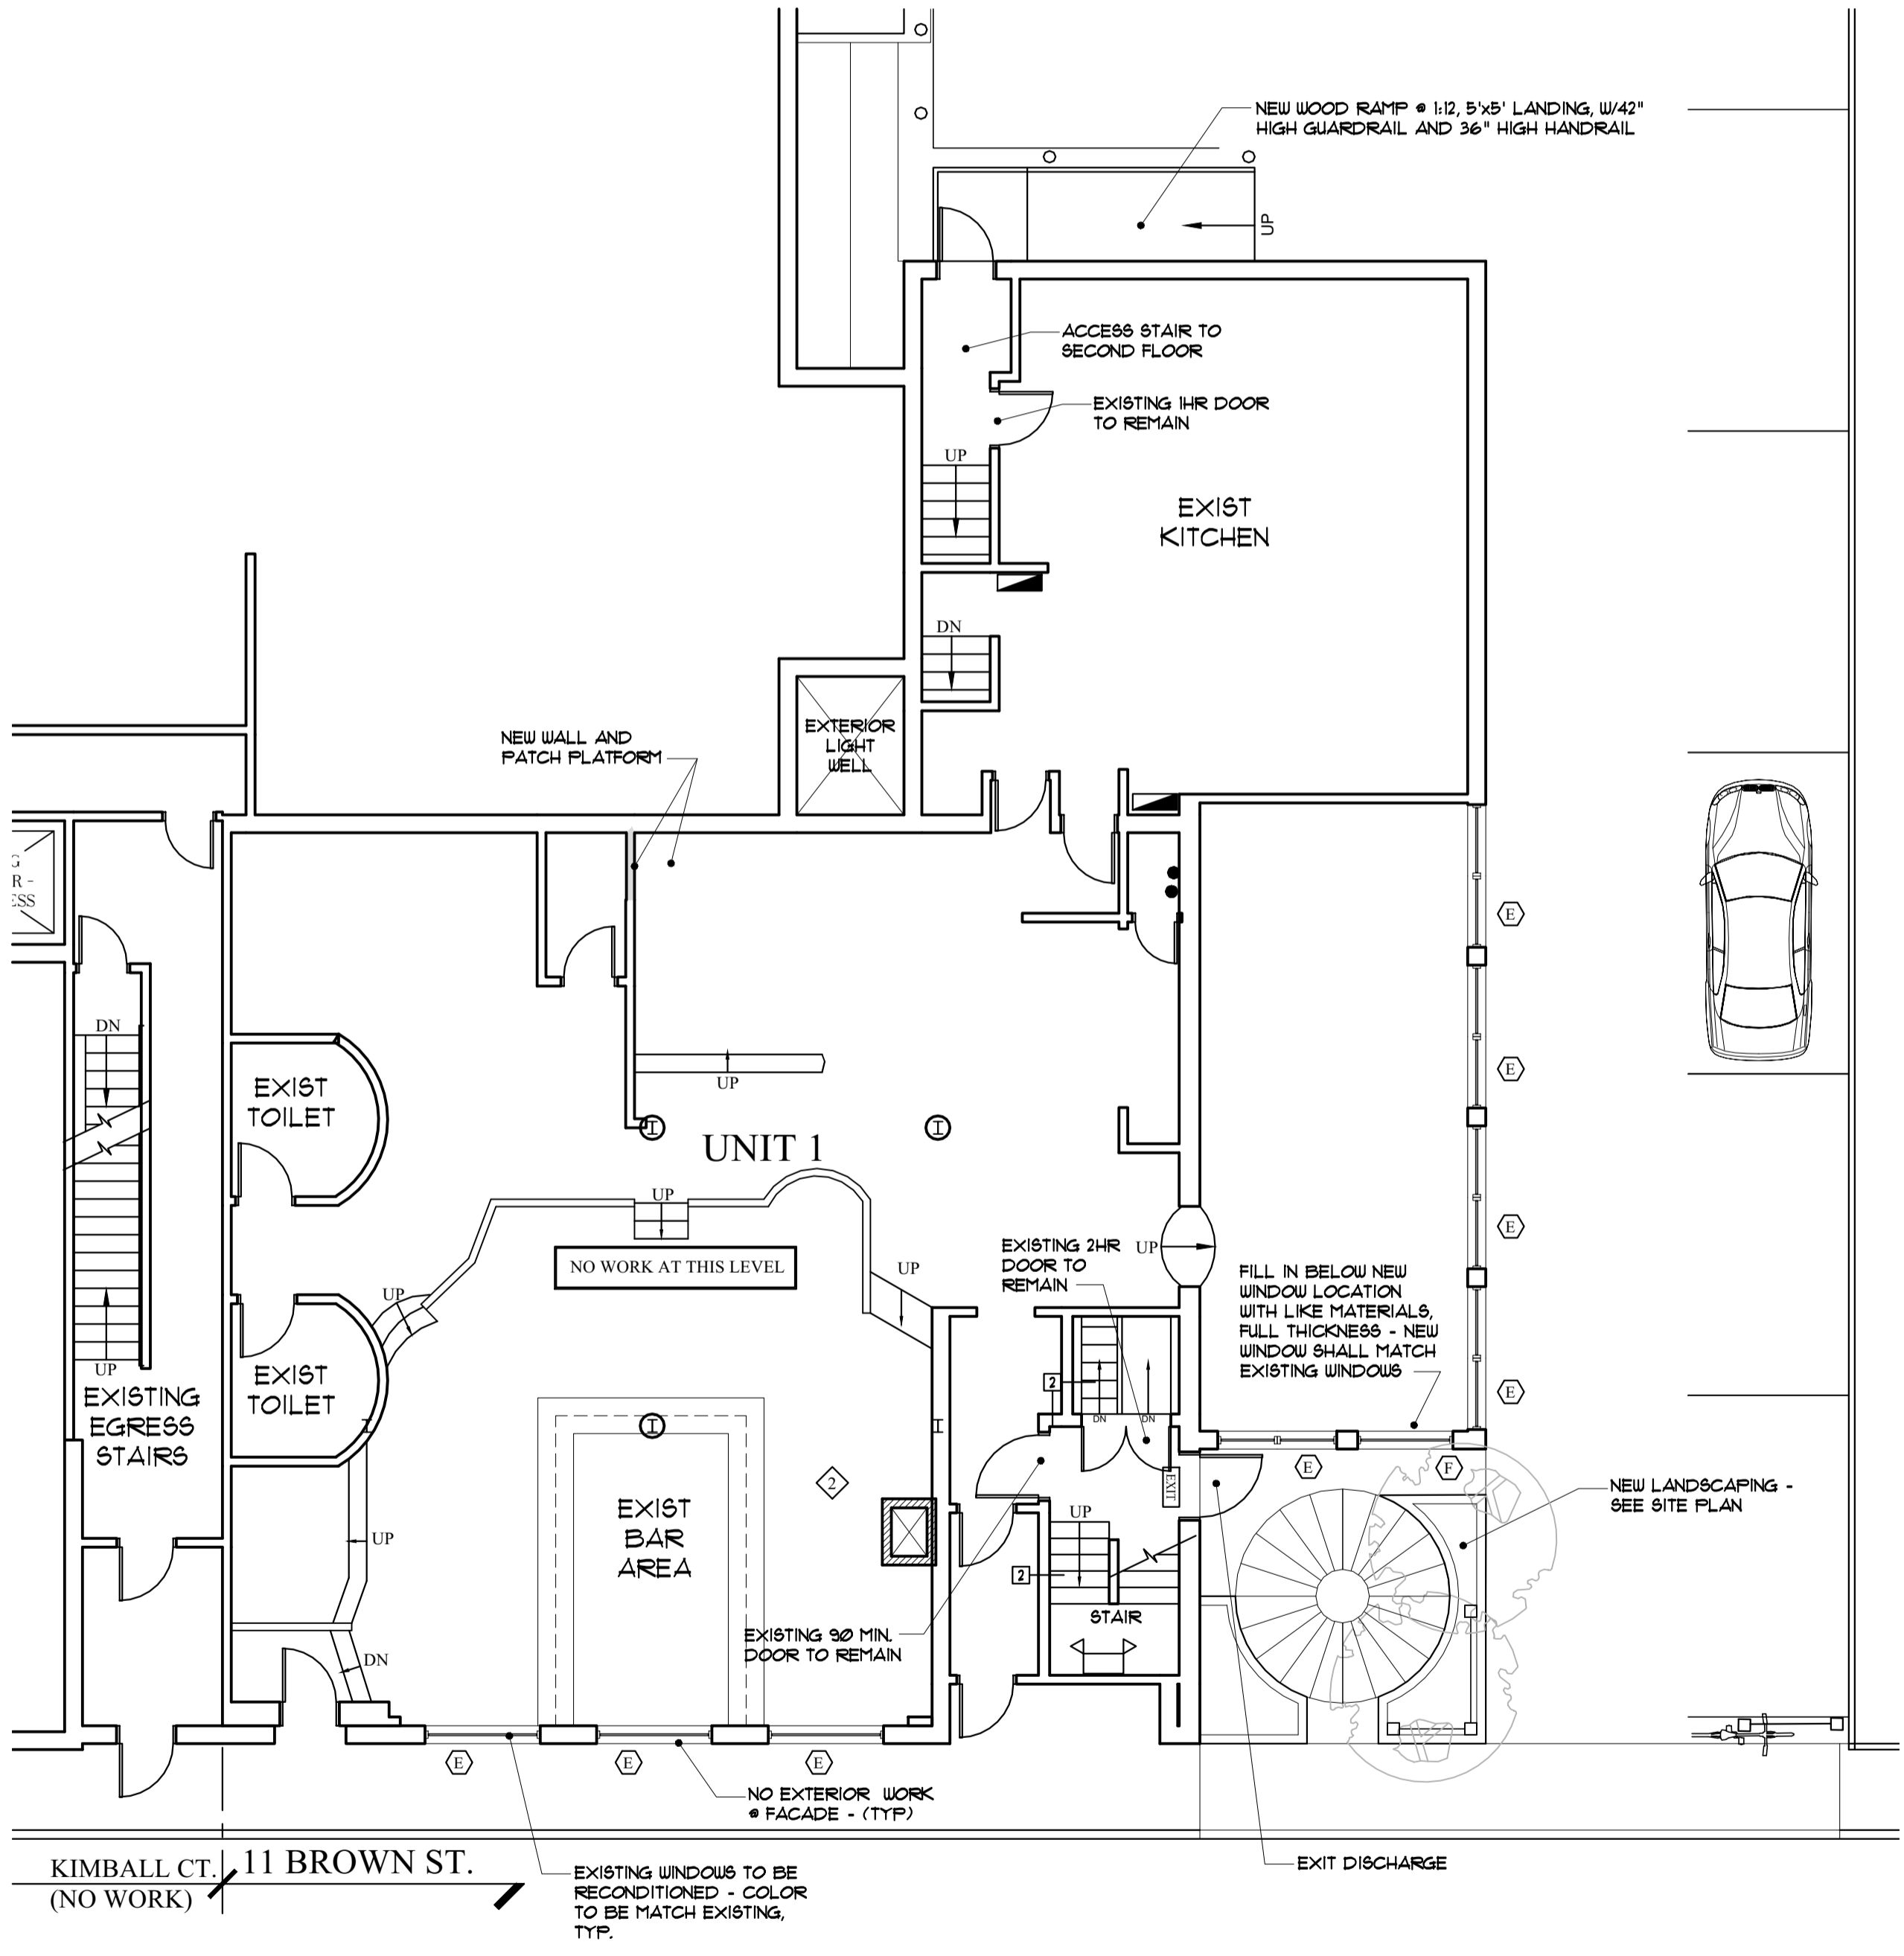 NEW WOOD RAMP @ 1:12, 5'x5' LANDING, W/42"
HIGH GUARDRAIL AND 36" HIGH HANDRAIL
UP
ACCESS STAIR TO
SECOND FLOOR
EXISTING 1HR DOOR
TO REMAIN
UP
EXIST
KITCHEN
DN
EXTERIOR
LIGHT
WELL
NEW WALL AND
PATCH PLATFORM
G
R -
ESS
E
DN
EXIST
TOILET
UP
E
UNIT 1
UP
NO WORK AT THIS LEVEL
UP
EXISTING 2HR
DOOR TO
REMAIN
UP
E
FILL IN BELOW NEW
WINDOW LOCATION
WITH LIKE MATERIALS,
FULL THICKNESS - NEW
WINDOW SHALL MATCH
EXISTING WINDOWS
UP
EXIST
TOILET
UP
EXISTING
EGRESS
STAIRS
2
DN
DN
E
E
F
EXIT
2
EXIST
BAR
AREA
UP
UP
2
STAIR
NEW LANDSCAPING -
SEE SITE PLAN
EXISTING 90 MIN.
DOOR TO REMAIN
DN
E
E
E
NO EXTERIOR WORK
@ FACADE - (TYP)
KIMBALL CT.
(NO WORK)
11 BROWN ST.
EXISTING WINDOWS TO BE
RECONDITIONED - COLOR
TO BE MATCH EXISTING,
TYP.
EXIT DISCHARGE